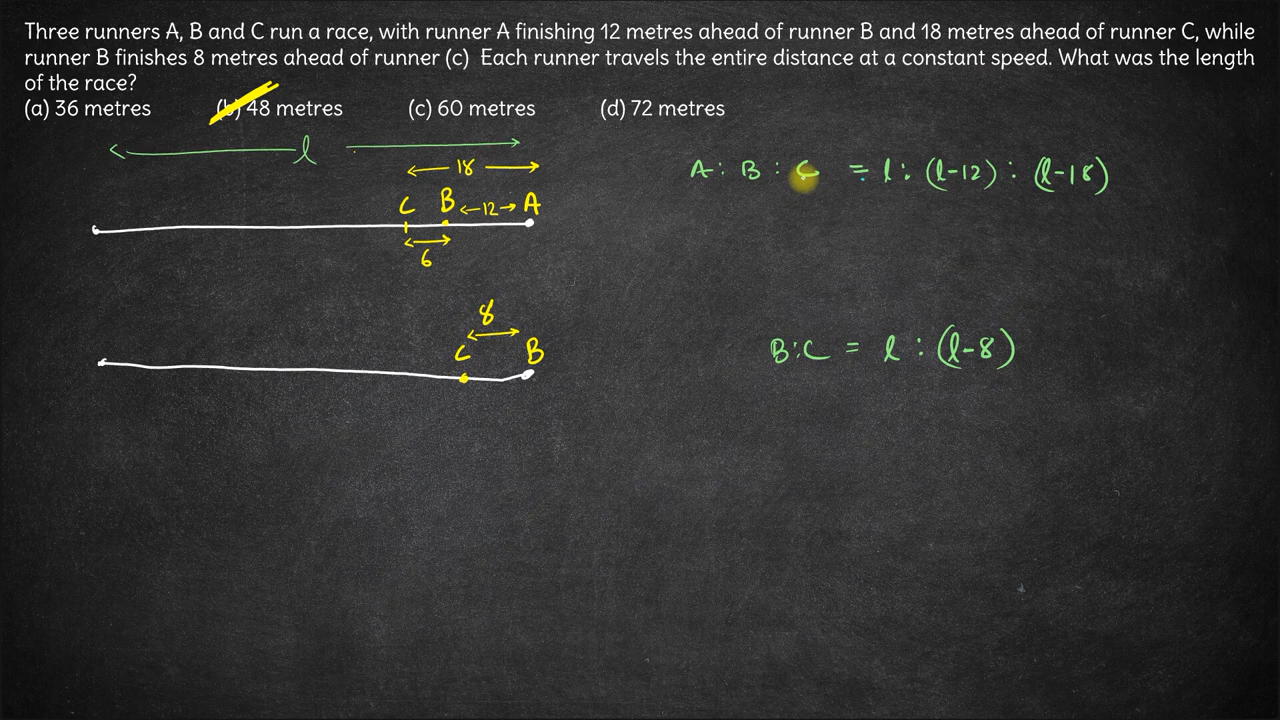 Three runners A, B and C run a race, with runner A finishing 12 metres ahead of runner B and 18 metres ahead of runner C, while
runner B finishes 8 metres ahead of runner (c) Each runner travels the entire distance at a constant speed. What was the length
of the race?
(a) 36 metres (b) 48 metres (c) 60 metres (d) 72 metres
l
18
A : B : C = l : (l-12) : (l-18)
C B 12 A
6
8
C B
B:C = l : (l-8)